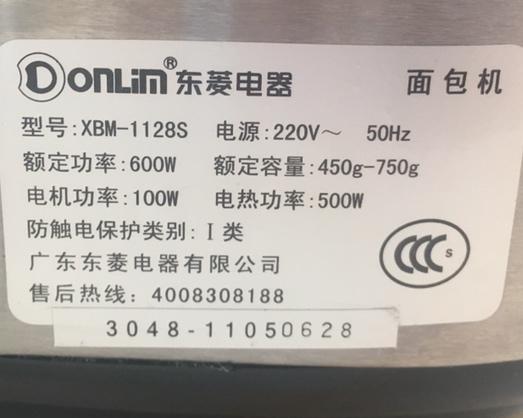 DONLIM® 东菱电器 面包机
型号:XBM-1128S 电源:220V～ 50Hz
额定功率:600W 额定容量:450g-750g
电机功率:100W 电热功率:500W
防触电保护类别:I类
广东东菱电器有限公司
CCC S
售后热线: 4008308188
3048-11050628